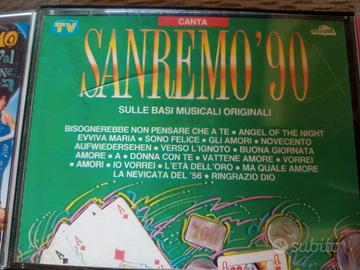 TV
CANTA
SANREMO '90
SULLE BASI MUSICALI ORIGINALI
BISOGNEREBBE NON PENSARE CHE A TE • ANGEL OF THE NIGHT
EVVIVA MARIA • SONO FELICE • GLI AMORI • NOVECENTO
AUFWIEDERSEHEN • VERSO L'IGNOTO • BUONA GIORNATA
AMORE • A • DONNA CON TE • VATTENE AMORE • VORREI
• AMORI • IO VORREI • L'ETÀ DELL'ORO • MA QUALE AMORE
LA NEVICATA DEL '56 • RINGRAZIO DIO
subito